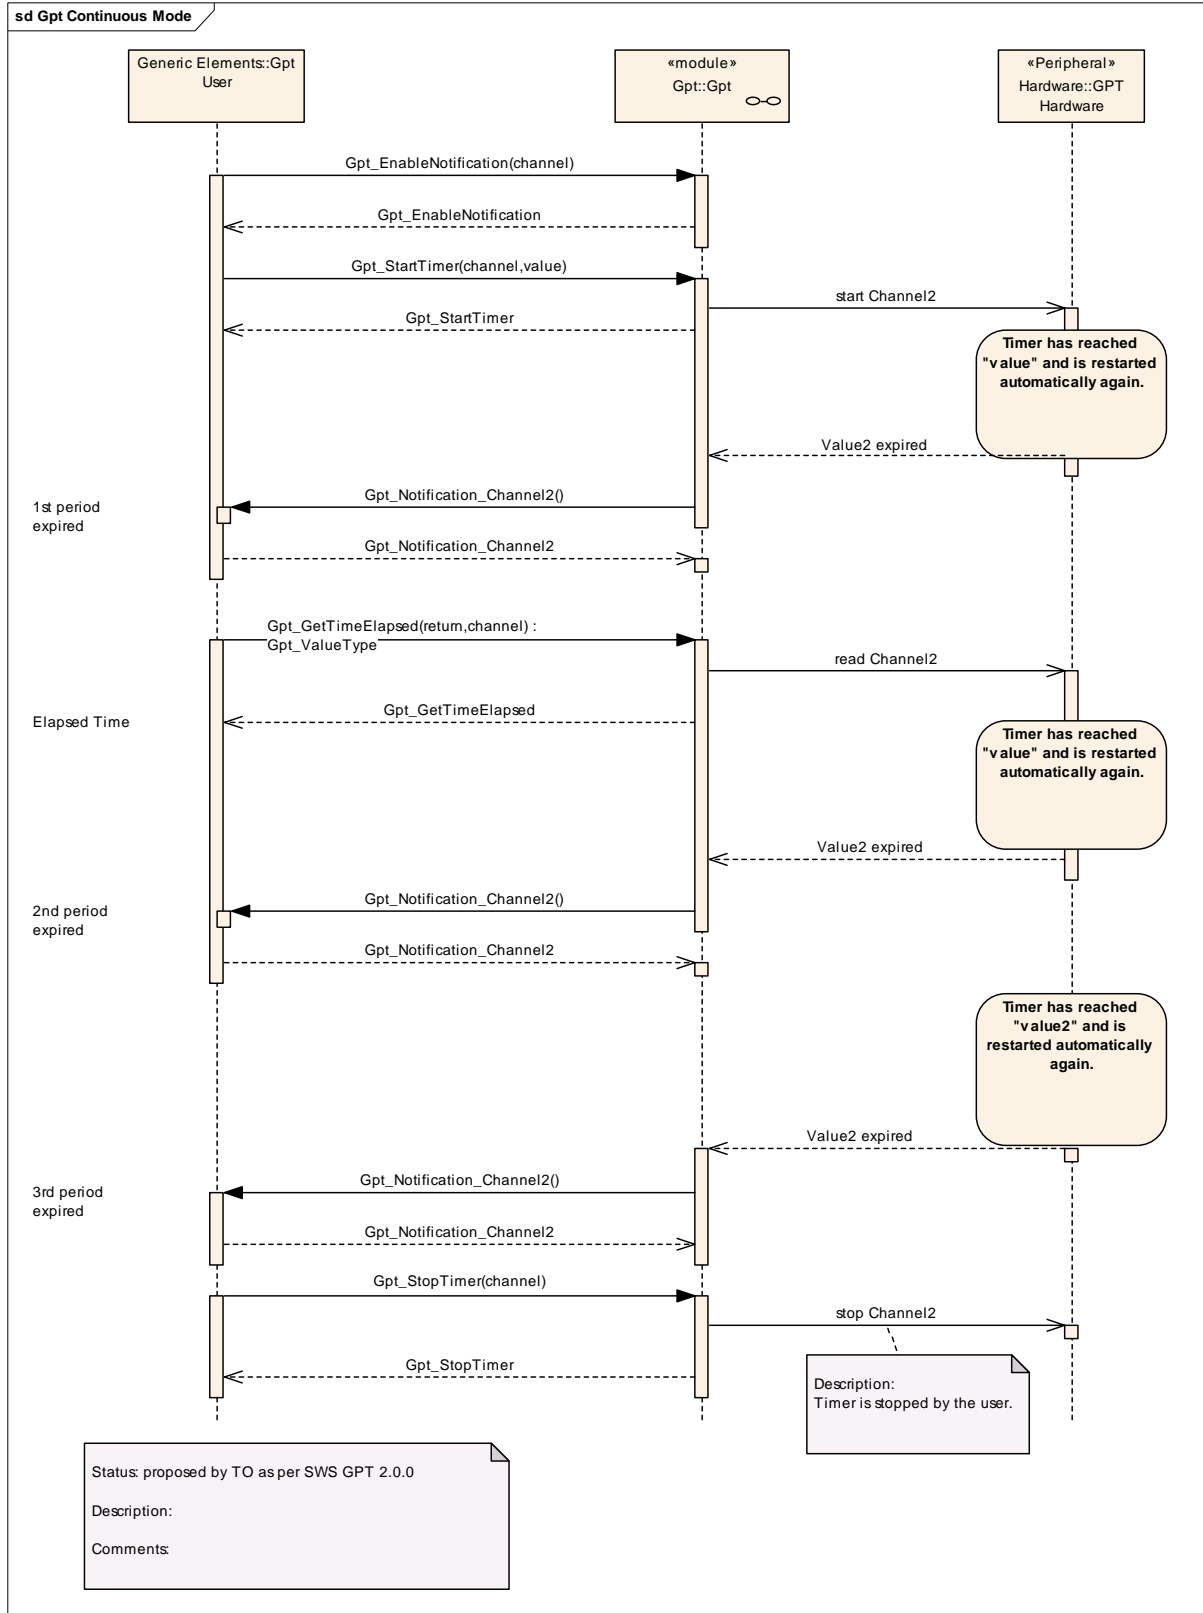 sd Gpt Continuous Mode
Generic Elements::Gpt
User
«module»
Gpt::Gpt
«Peripheral»
Hardware::GPT
Hardware
Gpt_EnableNotification(channel)
Gpt_EnableNotification
Gpt_StartTimer(channel,value)
start Channel2
Gpt_StartTimer
Timer has reached
"value" and is restarted
automatically again.
Value2 expired
Gpt_Notification_Channel2()
1st period
expired
Gpt_Notification_Channel2
Gpt_GetTimeElapsed(return,channel) :
Gpt_ValueType
read Channel2
Elapsed Time
Gpt_GetTimeElapsed
Timer has reached
"value" and is restarted
automatically again.
Value2 expired
Gpt_Notification_Channel2()
2nd period
expired
Gpt_Notification_Channel2
Timer has reached
"value2" and is
restarted automatically
again.
Value2 expired
Gpt_Notification_Channel2()
3rd period
expired
Gpt_Notification_Channel2
Gpt_StopTimer(channel)
stop Channel2
Gpt_StopTimer
Description:
Timer is stopped by the user.
Status: proposed by TO as per SWS GPT 2.0.0
Description:
Comments: